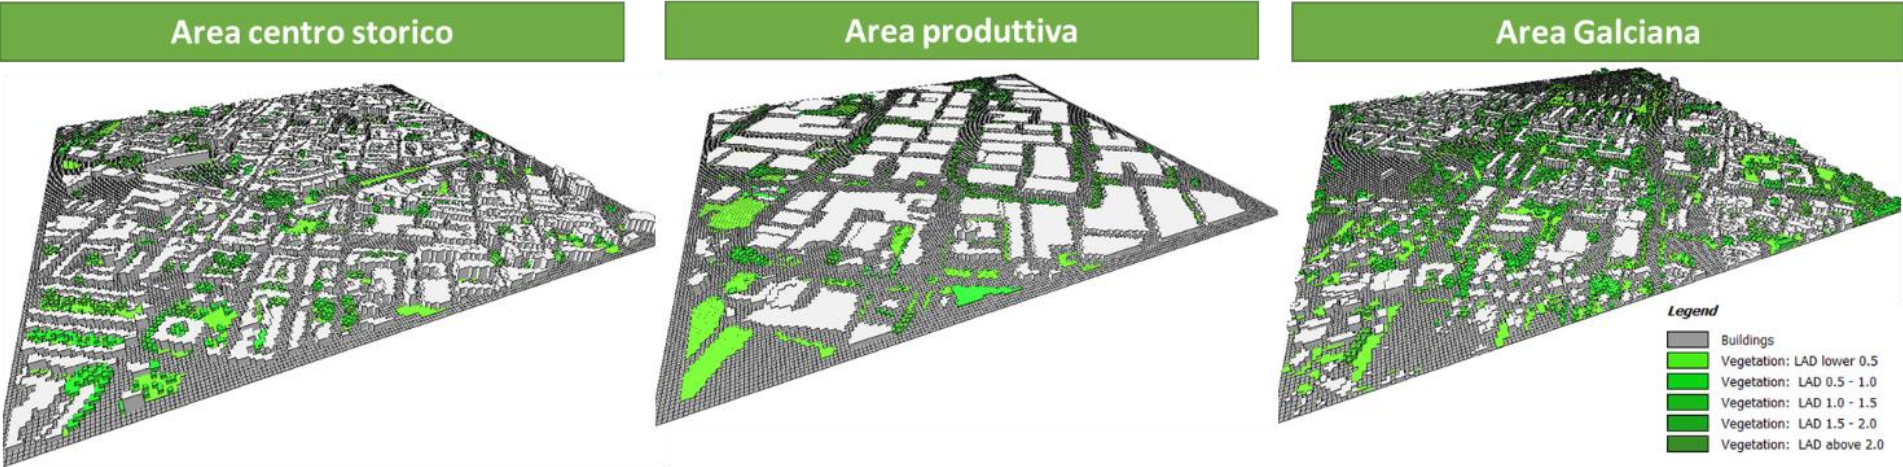 Area centro storico
Area produttiva
Area Galciana
Legend
Buildings
Vegetation: LAD lower 0.5
Vegetation: LAD 0.5 - 1.0
Vegetation: LAD 1.0 - 1.5
Vegetation: LAD 1.5 - 2.0
Vegetation: LAD above 2.0